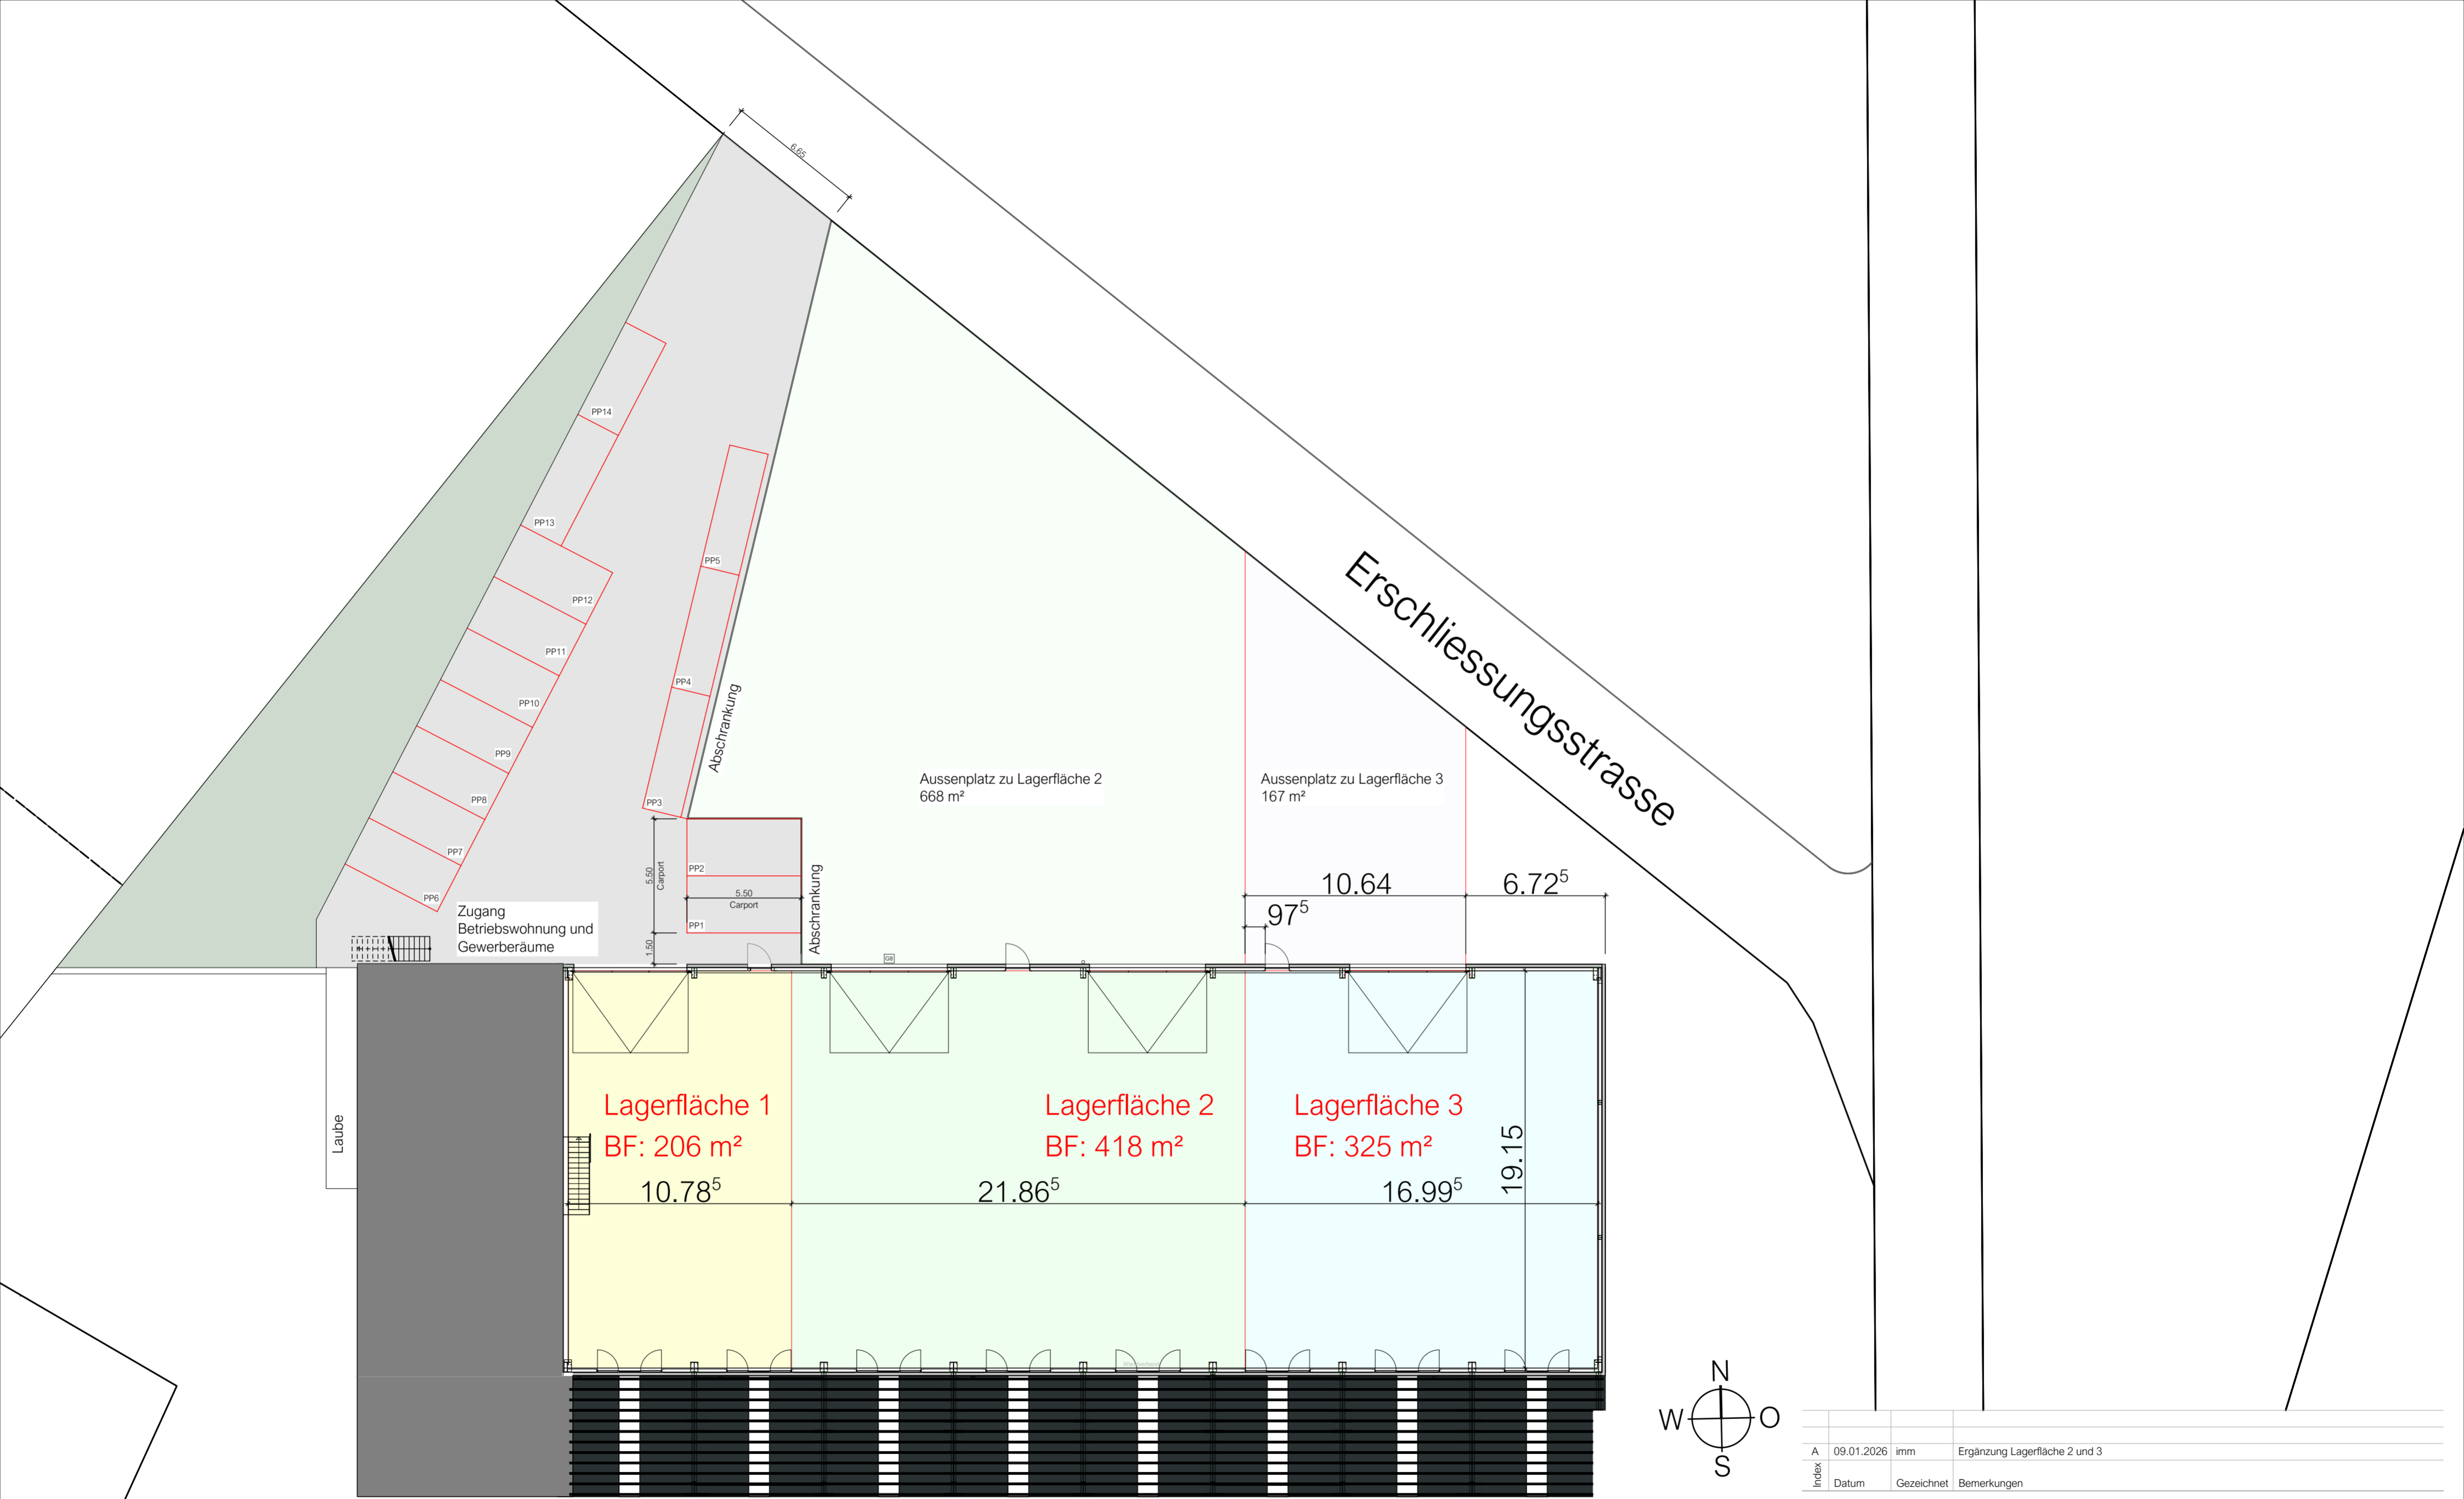 6.65
PP14
PP13
PP5
PP12
PP11
PP4
PP10
PP9
PP8
PP3
PP7
PP2
PP6
PP1
Abschrankung
Erschliessungsstrasse
Aussenplatz zu Lagerfläche 2
668 m²
Aussenplatz zu Lagerfläche 3
167 m²
5.50
Carport
5.50
Carport
1.50
Abschrankung
10.64
6.72⁵
97⁵
Zugang
Betriebswohnung und
Gewerberäume
GB
Laube
Lagerfläche 1
BF: 206 m²
10.78⁵
Lagerfläche 2
BF: 418 m²
21.86⁵
Lagerfläche 3
BF: 325 m²
16.99⁵
19.15
N
W O
S
A 09.01.2026 imm Ergänzung Lagerfläche 2 und 3
Index Datum Gezeichnet Bemerkungen